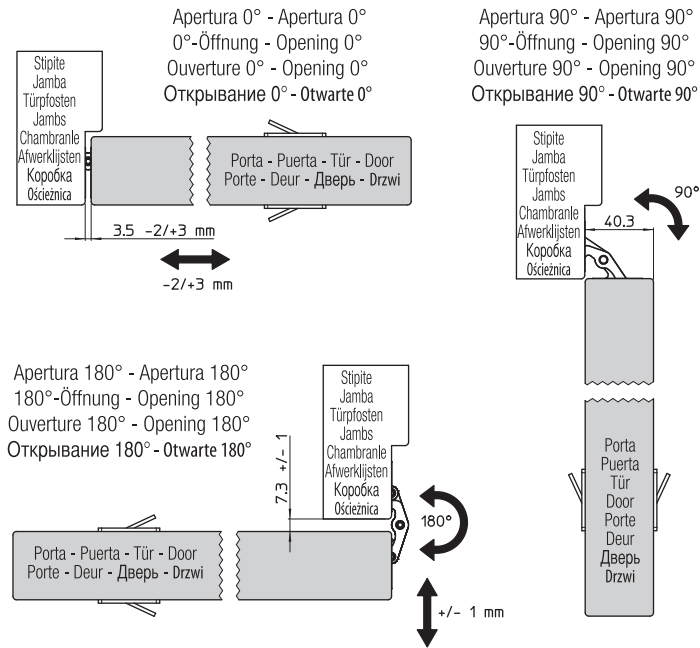 Apertura 0° - Apertura 0°
0°-Öffnung - Opening 0°
Ouverture 0° - Opening 0°
Открывание 0° - Otwarte 0°
Stipite
Jamba
Türpfosten
Jambs
Chambranle
Afwerklijsten
Коробка
Ościeżnica
Porta - Puerta - Tür - Door
Porte - Deur - Дверь - Drzwi
3.5 -2/+3 mm
-2/+3 mm
Apertura 90° - Apertura 90°
90°-Öffnung - Opening 90°
Ouverture 90° - Opening 90°
Открывание 90° - Otwarte 90°
Stipite
Jamba
Türpfosten
Jambs
Chambranle
Afwerklijsten
Коробка
Ościeżnica
90°
40.3
Porta
Puerta
Tür
Door
Porte
Deur
Дверь
Drzwi
Apertura 180° - Apertura 180°
180°-Öffnung - Opening 180°
Ouverture 180° - Opening 180°
Открывание 180° - Otwarte 180°
Stipite
Jamba
Türpfosten
Jambs
Chambranle
Afwerklijsten
Коробка
Ościeżnica
7.3 +/- 1
180°
Porta - Puerta - Tür - Door
Porte - Deur - Дверь - Drzwi
+/- 1 mm